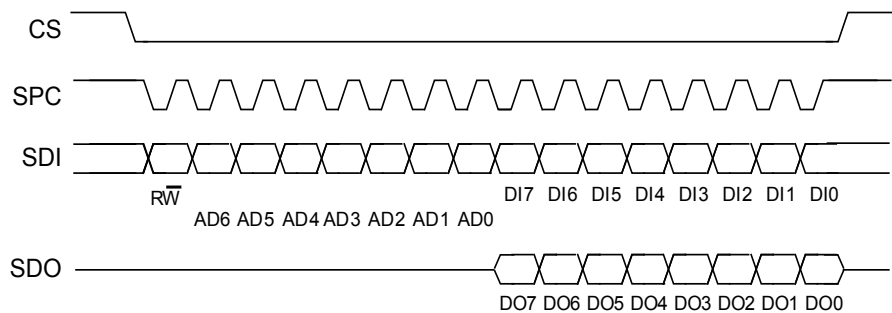 CS
SPC
SDI
RW̅
DI7 DI6 DI5 DI4 DI3 DI2 DI1 DI0
AD6 AD5 AD4 AD3 AD2 AD1 AD0
SDO
DO7 DO6 DO5 DO4 DO3 DO2 DO1 DO0